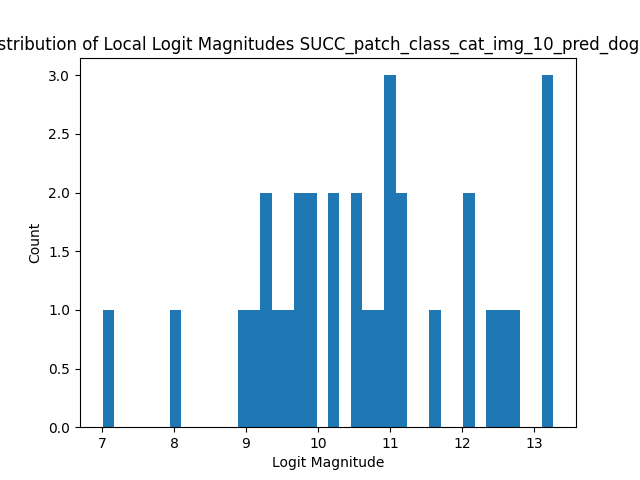 stribution of Local Logit Magnitudes SUCC_patch_class_cat_img_10_pred_dog
3.0
2.5
2.0
1.5
1.0
0.5
0.0
Count
7 8 9 10 11 12 13
Logit Magnitude